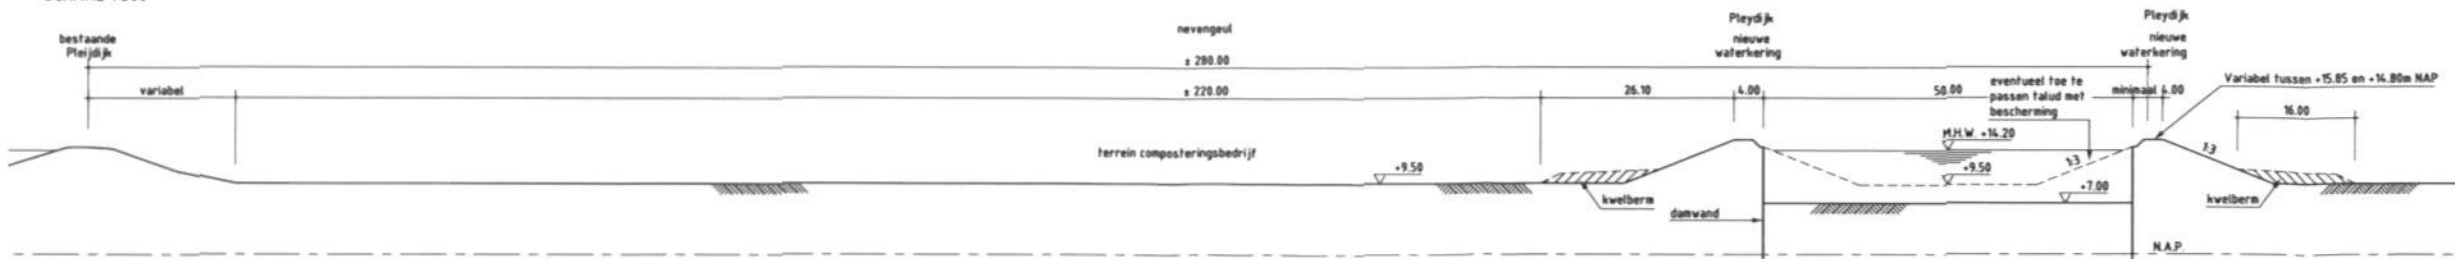 bestaande
Pleijdijk
nevengeul
± 280.00
Pleydijk
nieuwe
waterkering
Pleydijk
nieuwe
waterkering
variabel
± 220.00
26.10
4.00
50.00
eventueel toe te
passen talud met
bescherming
minimaal 4.00
Variabel tussen +15.85 en +14.80m NAP
16.00
terrein composteringsbedrijf
+9.50
M.H.W. +14.20
1:3
1:3
+9.50
+7.00
kwelberm
damwand
kwelberm
N.A.P.